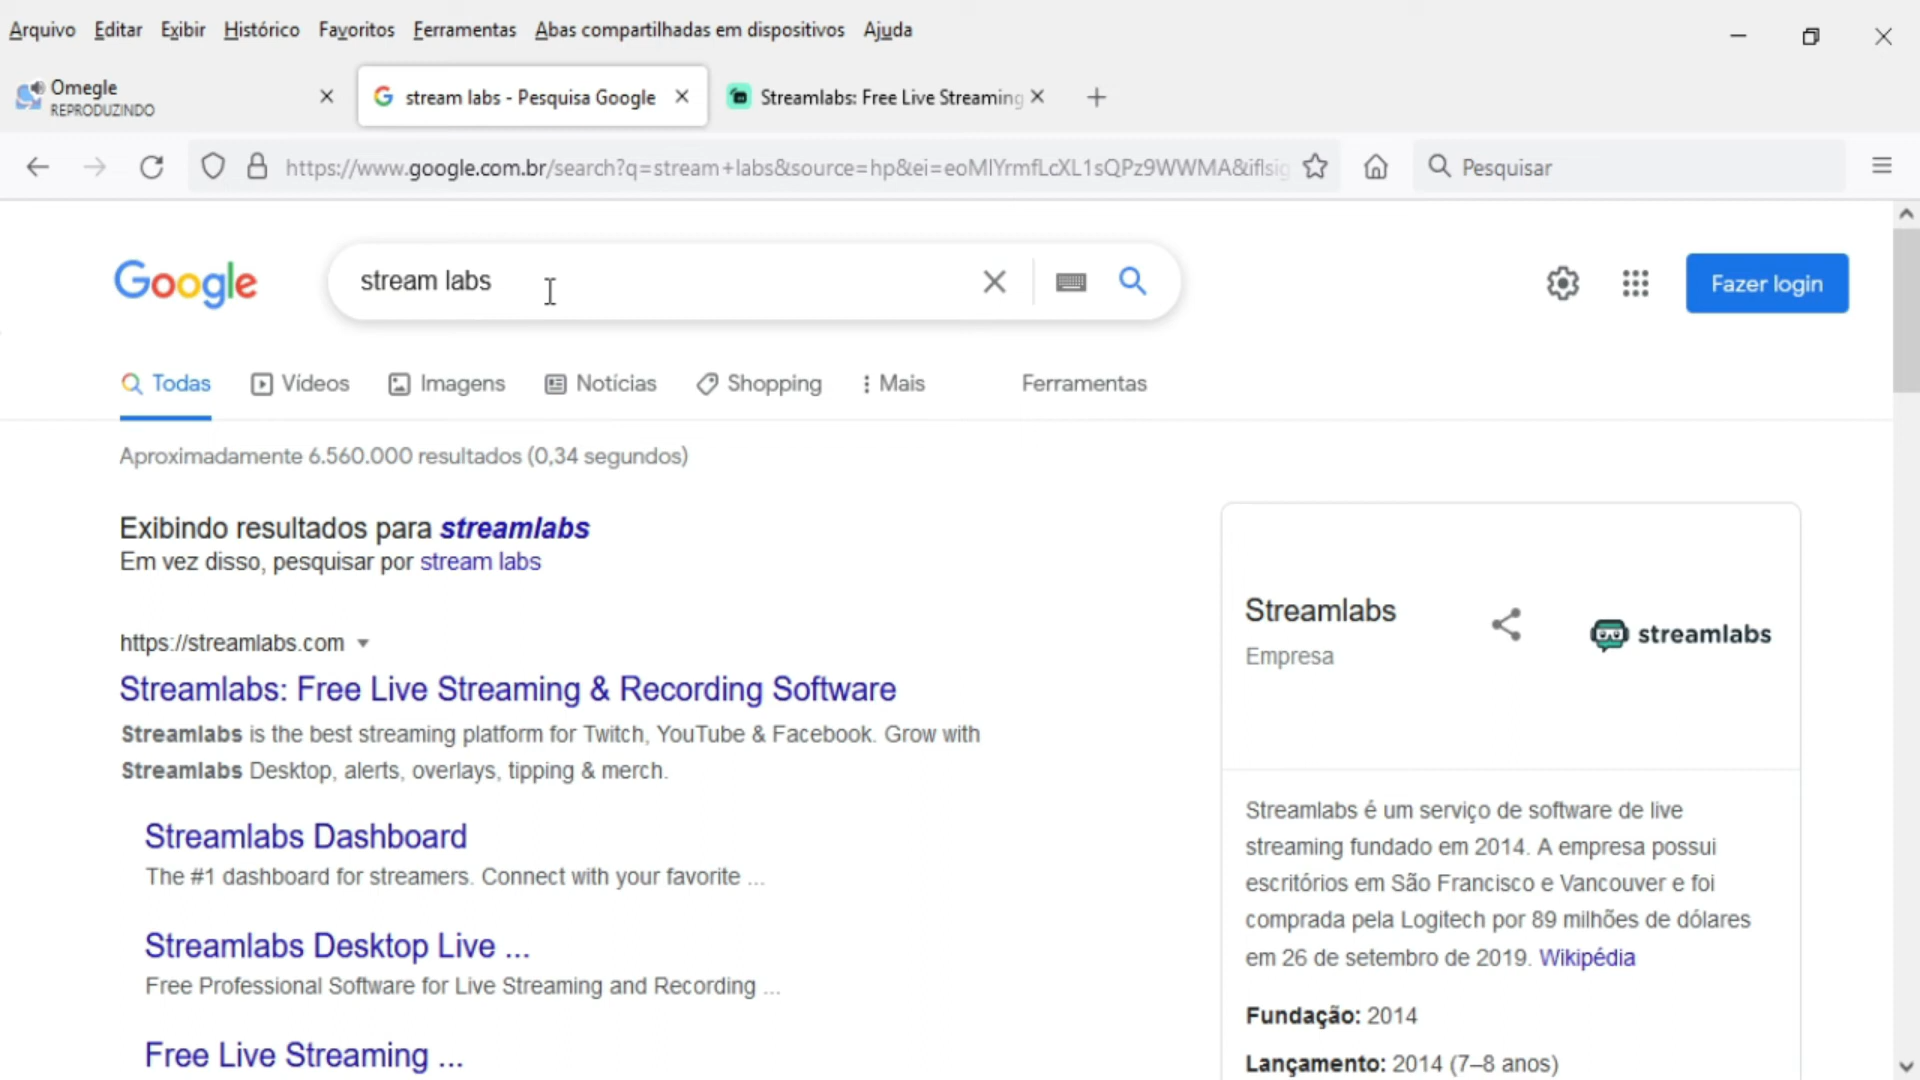 Arquivo Editar Exibir Histórico Favoritos Ferramentas Abas compartilhadas em dispositivos Ajuda
Omegle
REPRODUZINDO
stream labs - Pesquisa Google
Streamlabs: Free Live Streaming
https://www.google.com.br/search?q=stream+labs&source=hp&ei=eoMIYrmfLcXL1sQPz9WWMA&iflsig
Pesquisar
Google
stream labs
Fazer login
Todas Vídeos Imagens Notícias Shopping Mais Ferramentas
Aproximadamente 6.560.000 resultados (0,34 segundos)
Exibindo resultados para streamlabs
Em vez disso, pesquisar por stream labs
https://streamlabs.com
Streamlabs: Free Live Streaming & Recording Software
Streamlabs is the best streaming platform for Twitch, YouTube & Facebook. Grow with
Streamlabs Desktop, alerts, overlays, tipping & merch.
Streamlabs Dashboard
The #1 dashboard for streamers. Connect with your favorite ...
Streamlabs Desktop Live ...
Free Professional Software for Live Streaming and Recording ...
Free Live Streaming ...
Streamlabs
Empresa
streamlabs
Streamlabs é um serviço de software de live
streaming fundado em 2014. A empresa possui
escritórios em São Francisco e Vancouver e foi
comprada pela Logitech por 89 milhões de dólares
em 26 de setembro de 2019. Wikipédia
Fundação: 2014
Lançamento: 2014 (7–8 anos)